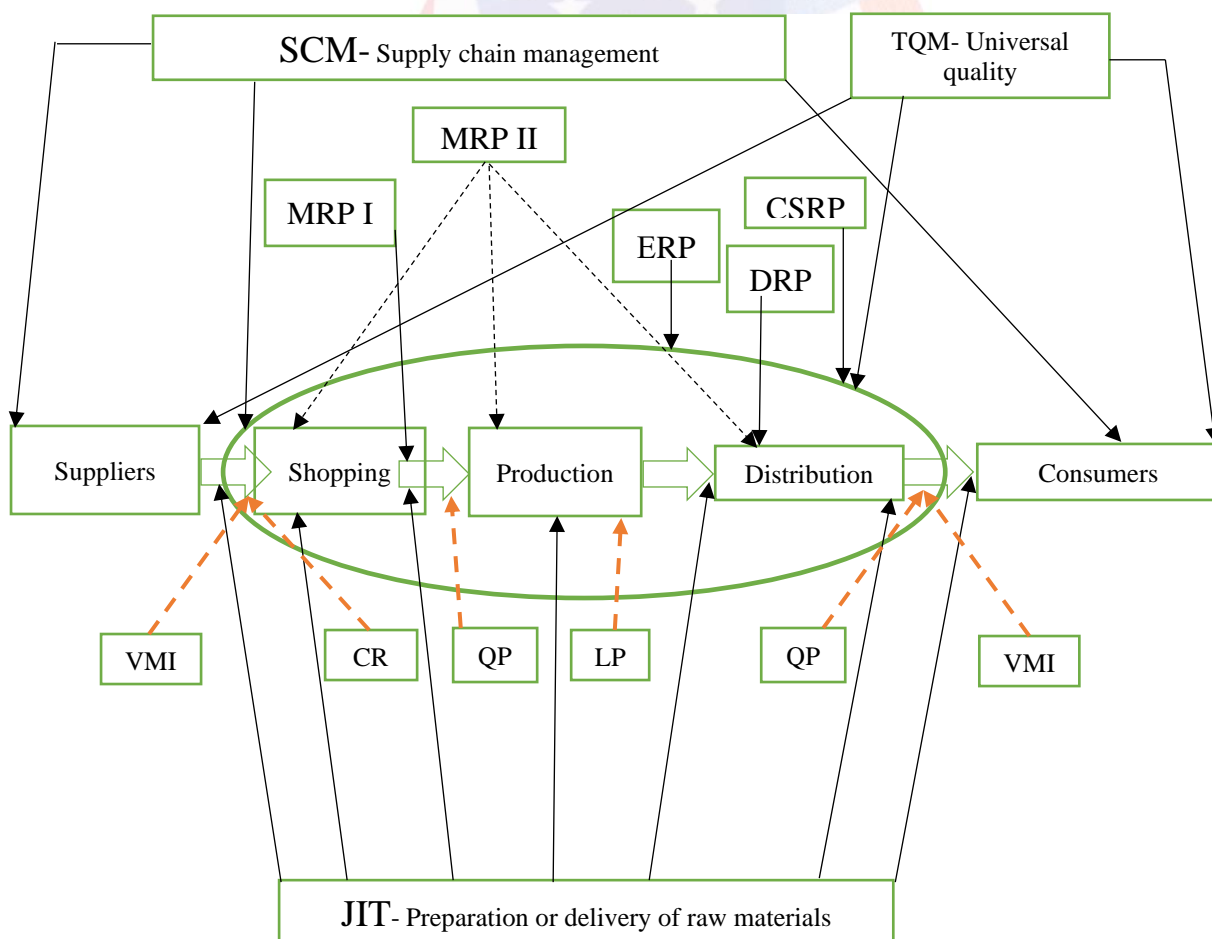 SCM- Supply chain management
TQM- Universal
quality
MRP II
MRP I
CSRP
ERP
DRP
Suppliers
Shopping
Production
Distribution
Consumers
VMI
CR
QP
LP
QP
VMI
JIT- Preparation or delivery of raw materials